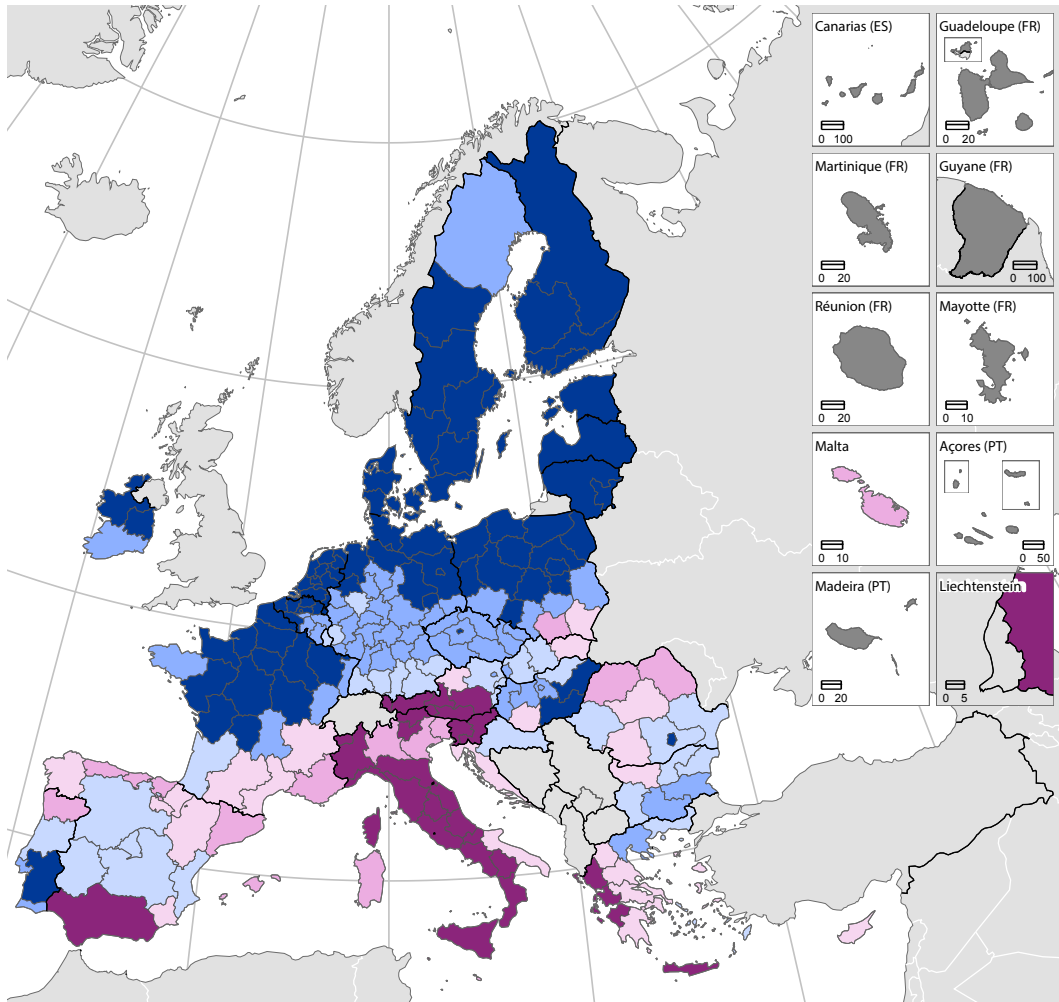 Canarias (ES)
0 100
Guadeloupe (FR)
0 20
Martinique (FR)
0 20
Guyane (FR)
0 100
Réunion (FR)
0 20
Mayotte (FR)
0 10
Malta
0 10
Açores (PT)
0 50
Madeira (PT)
0 20
Liechtenstein
0 5